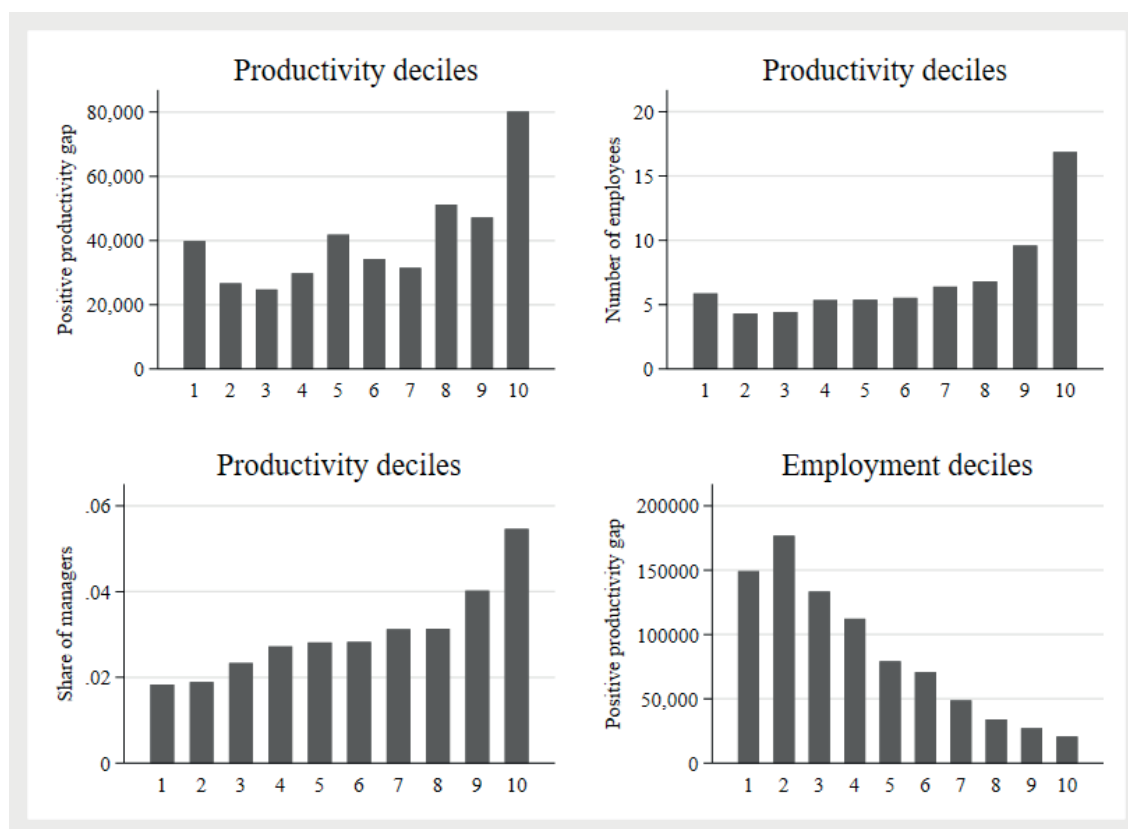 Productivity deciles
Positive productivity gap
80,000
60,000
40,000
20,000
0
1 2 3 4 5 6 7 8 9 10
Productivity deciles
Number of employees
20
15
10
5
0
1 2 3 4 5 6 7 8 9 10
Productivity deciles
Share of managers
.06
.04
.02
0
1 2 3 4 5 6 7 8 9 10
Employment deciles
Positive productivity gap
200000
150000
100000
50,000
0
1 2 3 4 5 6 7 8 9 10